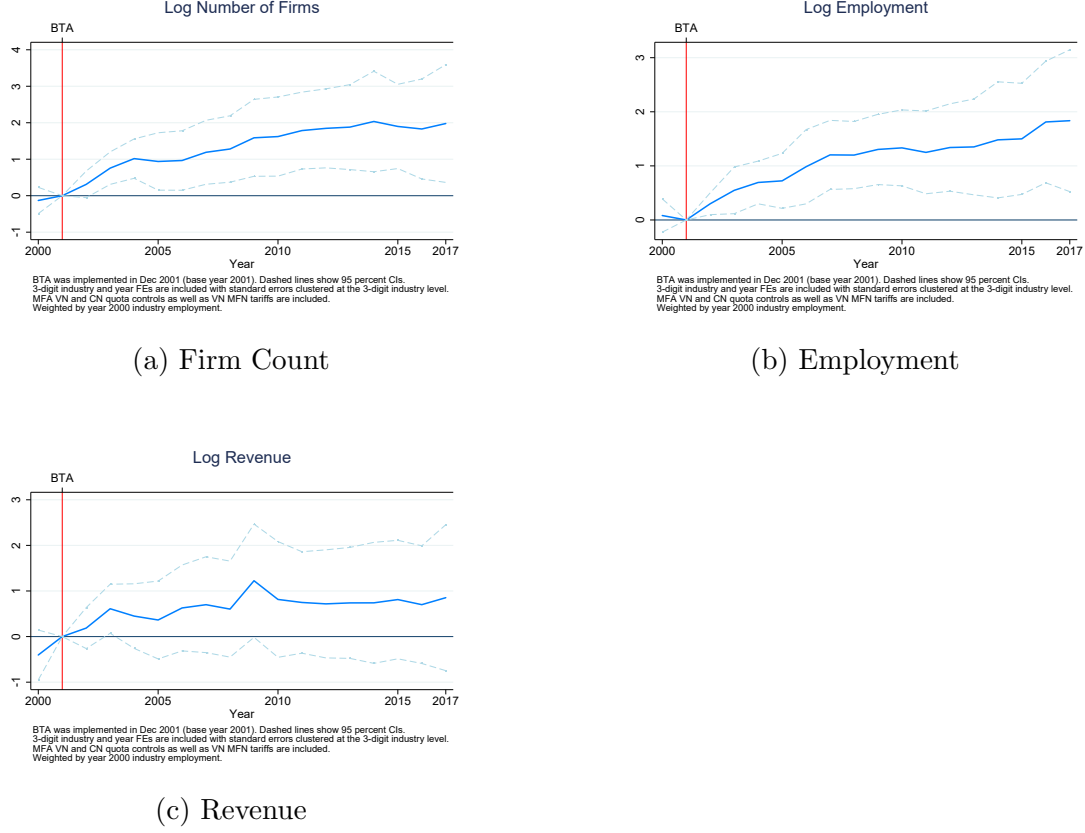 Log Number of Firms
BTA
4
3
2
1
0
-1
2000 2005 2010 2015 2017
Year
BTA was implemented in Dec 2001 (base year 2001). Dashed lines show 95 percent CIs.
3-digit industry and year FEs are included with standard errors clustered at the 3-digit industry level.
MFA VN and CN quota controls as well as VN MFN tariffs are included.
Weighted by year 2000 industry employment.
(a) Firm Count
Log Employment
BTA
3
2
1
0
2000 2005 2010 2015 2017
Year
BTA was implemented in Dec 2001 (base year 2001). Dashed lines show 95 percent CIs.
3-digit industry and year FEs are included with standard errors clustered at the 3-digit industry level.
MFA VN and CN quota controls as well as VN MFN tariffs are included.
Weighted by year 2000 industry employment.
(b) Employment
Log Revenue
BTA
3
2
1
0
-1
2000 2005 2010 2015 2017
Year
BTA was implemented in Dec 2001 (base year 2001). Dashed lines show 95 percent CIs.
3-digit industry and year FEs are included with standard errors clustered at the 3-digit industry level.
MFA VN and CN quota controls as well as VN MFN tariffs are included.
Weighted by year 2000 industry employment.
(c) Revenue